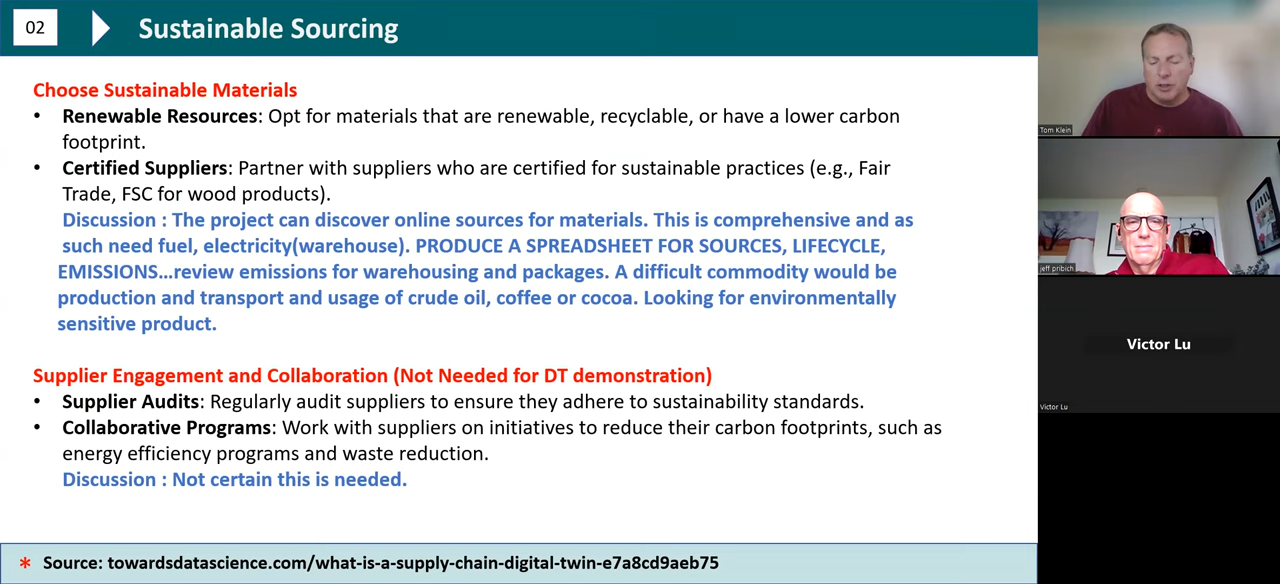 02
Sustainable Sourcing
Choose Sustainable Materials
• Renewable Resources: Opt for materials that are renewable, recyclable, or have a lower carbon
footprint.
• Certified Suppliers: Partner with suppliers who are certified for sustainable practices (e.g., Fair
Trade, FSC for wood products).
Discussion : The project can discover online sources for materials. This is comprehensive and as
such need fuel, electricity(warehouse). PRODUCE A SPREADSHEET FOR SOURCES, LIFECYCLE,
EMISSIONS...review emissions for warehousing and packages. A difficult commodity would be
production and transport and usage of crude oil, coffee or cocoa. Looking for environmentally
sensitive product.
Supplier Engagement and Collaboration (Not Needed for DT demonstration)
• Supplier Audits: Regularly audit suppliers to ensure they adhere to sustainability standards.
• Collaborative Programs: Work with suppliers on initiatives to reduce their carbon footprints, such as
energy efficiency programs and waste reduction.
Discussion : Not certain this is needed.
* Source: towardsdatascience.com/what-is-a-supply-chain-digital-twin-e7a8cd9aeb75
Tom Klein
jeff pribich
Victor Lu
Victor Lu